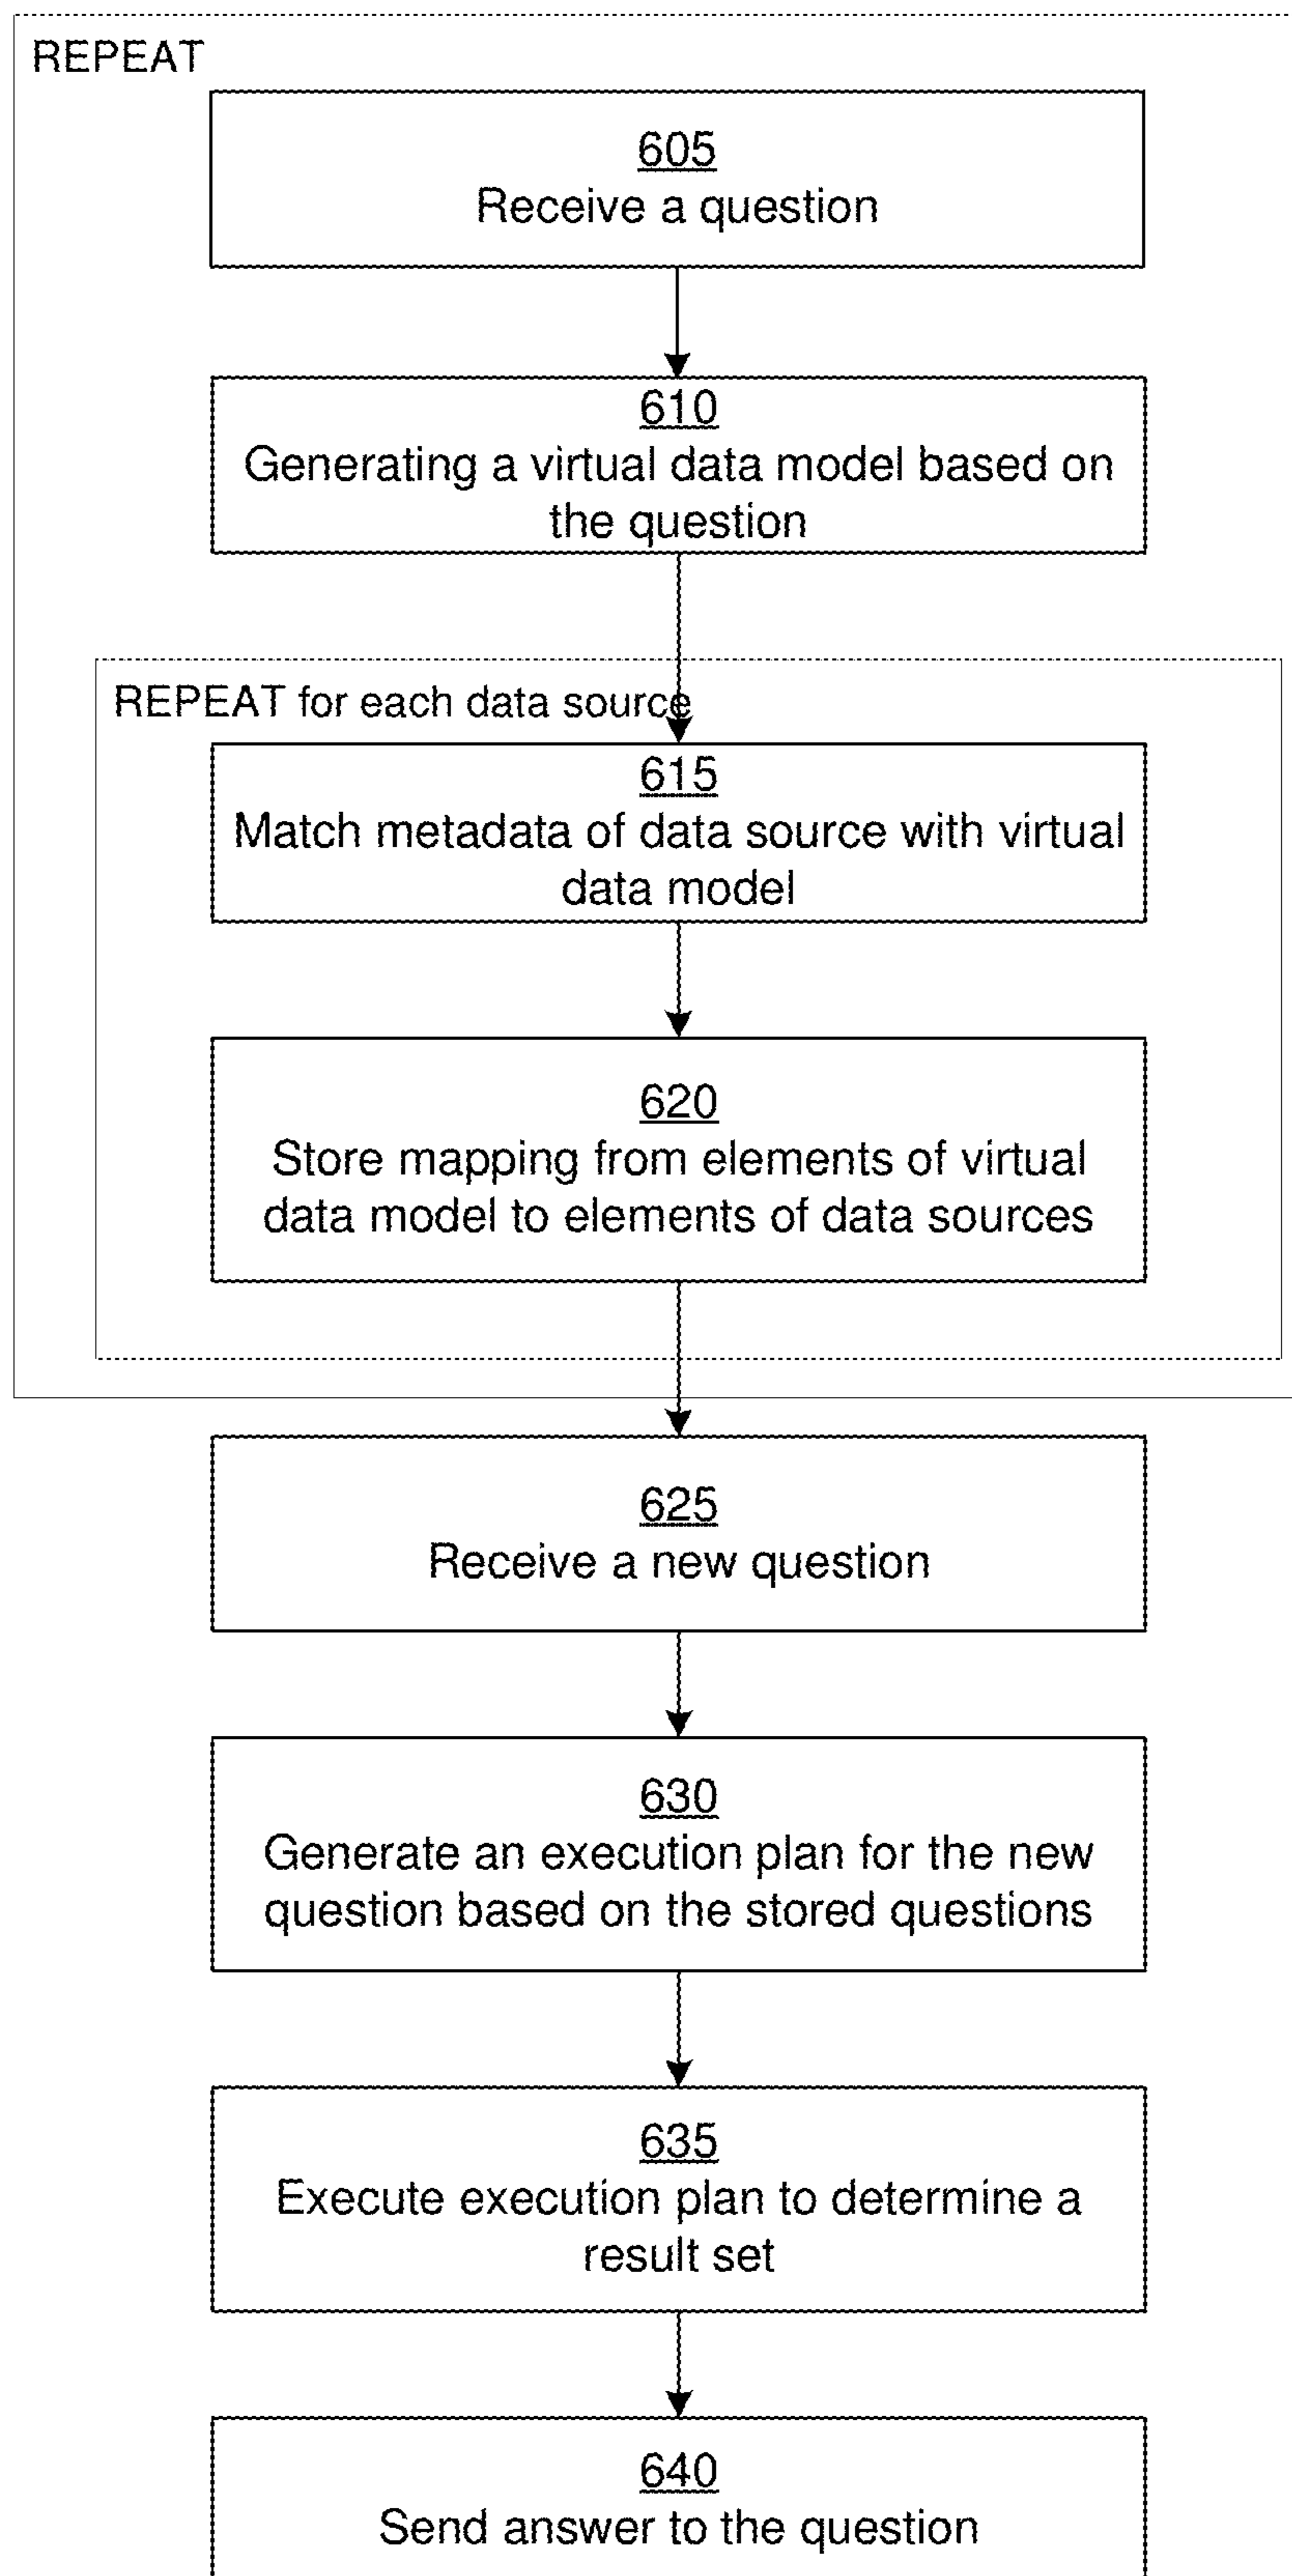 REPEAT
605
Receive a question
610
Generating a virtual data model based on
the question
REPEAT for each data source
615
Match metadata of data source with virtual
data model
620
Store mapping from elements of virtual
data model to elements of data sources
625
Receive a new question
630
Generate an execution plan for the new
question based on the stored questions
635
Execute execution plan to determine a
result set
640
Send answer to the question